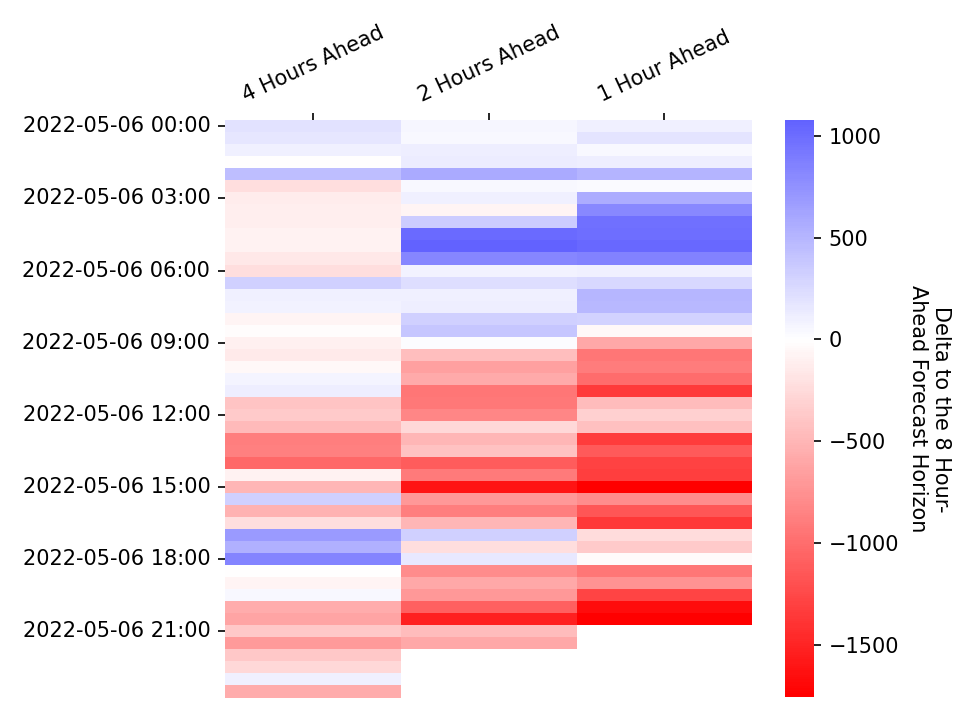 4 Hours Ahead
2 Hours Ahead
1 Hour Ahead
2022-05-06 00:00
2022-05-06 03:00
2022-05-06 06:00
2022-05-06 09:00
2022-05-06 12:00
2022-05-06 15:00
2022-05-06 18:00
2022-05-06 21:00
1000
500
0
−500
−1000
−1500
Delta to the 8 Hour-
Ahead Forecast Horizon